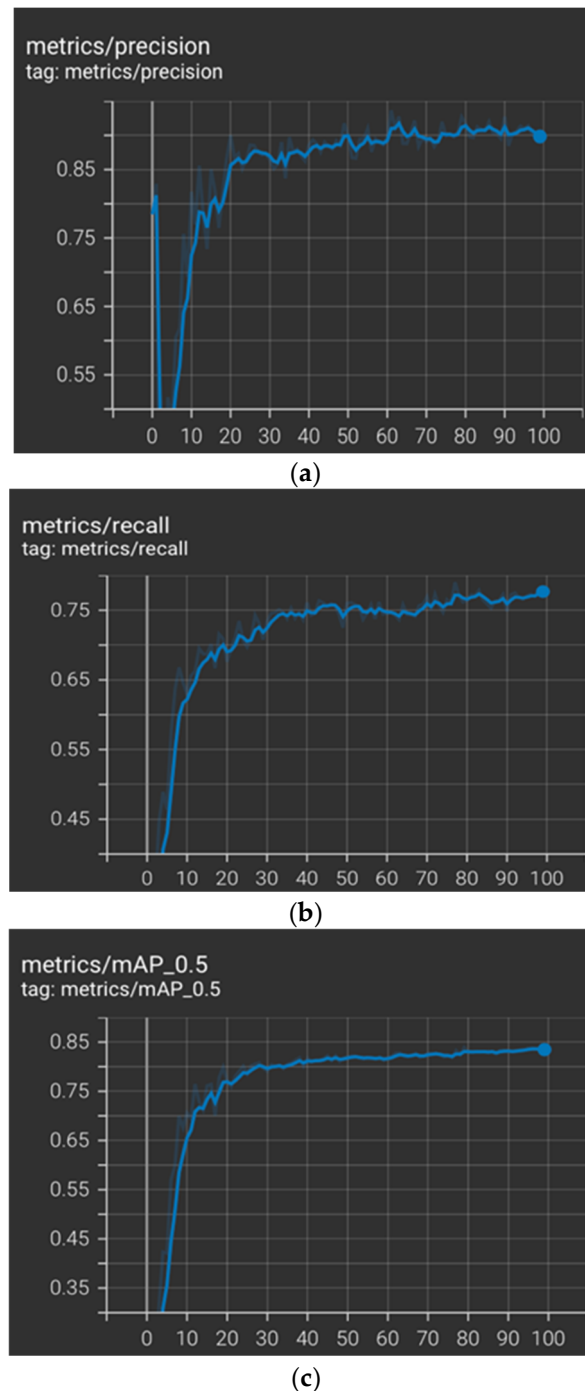 metrics/precision
tag: metrics/precision
0.85
0.75
0.65
0.55
0 10 20 30 40 50 60 70 80 90 100
(a)
metrics/recall
tag: metrics/recall
0.75
0.65
0.55
0.45
0 10 20 30 40 50 60 70 80 90 100
(b)
metrics/mAP_0.5
tag: metrics/mAP_0.5
0.85
0.75
0.65
0.55
0.45
0.35
0 10 20 30 40 50 60 70 80 90 100
(c)